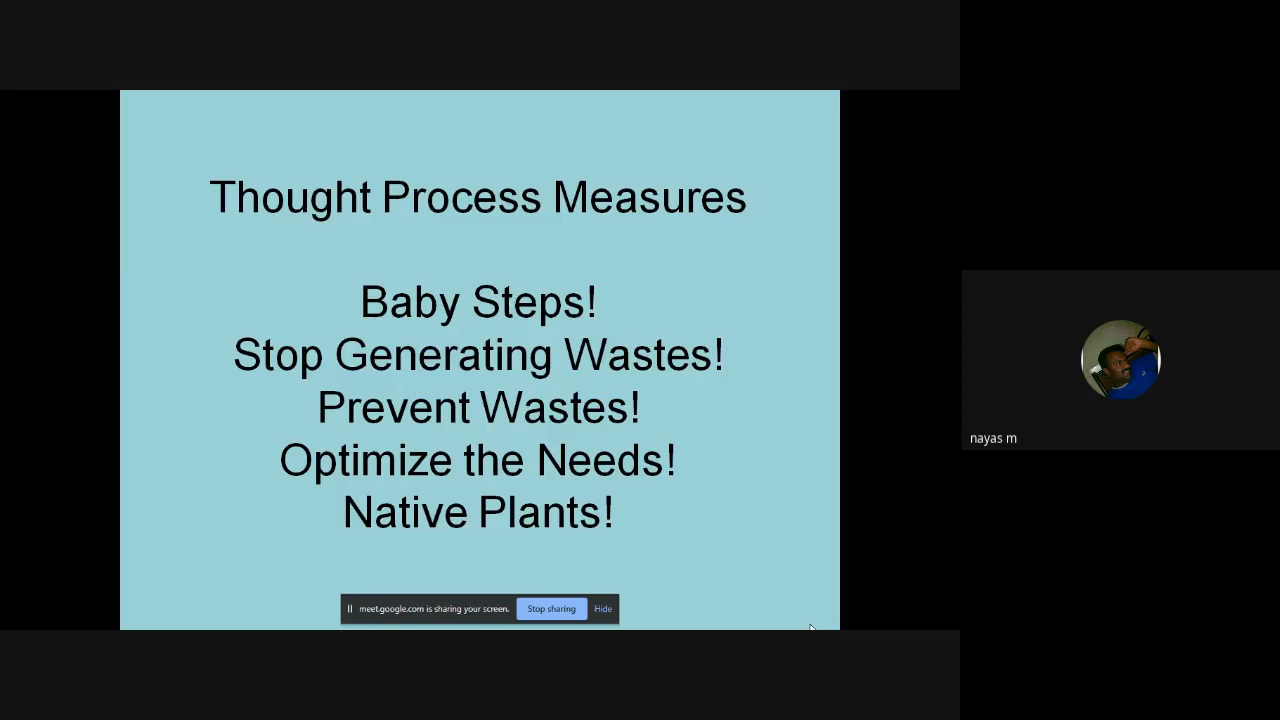 Thought Process Measures
Baby Steps!
Stop Generating Wastes!
Prevent Wastes!
Optimize the Needs!
Native Plants!
meet.google.com is sharing your screen. Stop sharing Hide
nayas m